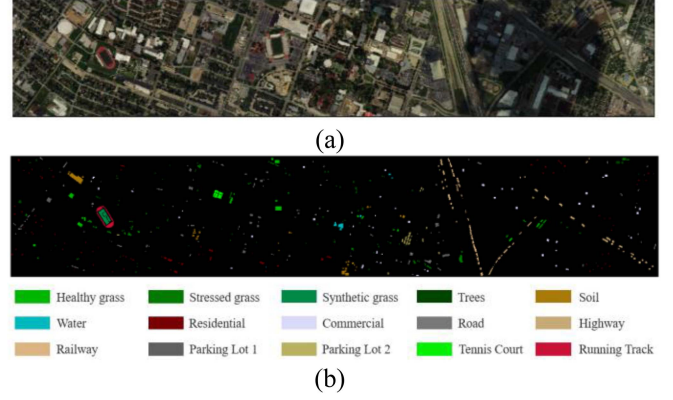 (a)
Healthy grass Stressed grass Synthetic grass Trees Soil
Water Residential Commercial Road Highway
Railway Parking Lot 1 Parking Lot 2 Tennis Court Running Track
(b)